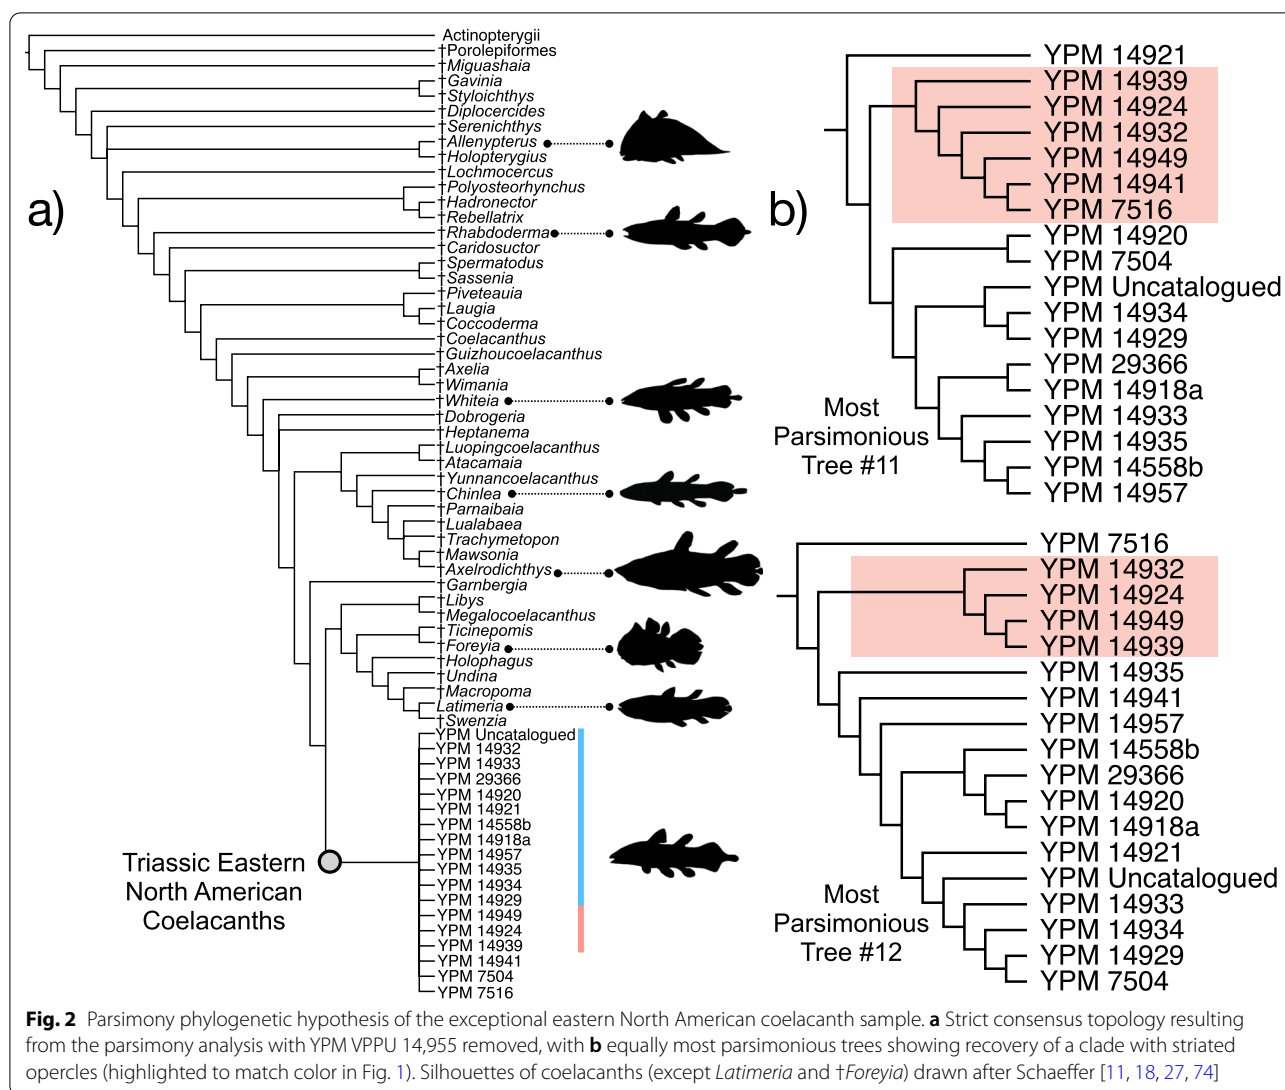 a)
Actinopterygii
†Porolepiformes
†Miguashaia
†Gavinia
†Styloichthys
†Diplocercides
†Serenichthys
†Allenypterus
†Holopterygius
†Lochmocercus
†Polyosteorhynchus
†Hadronector
†Rebellatrix
†Rhabdoderma
†Caridosuctor
†Spermatodus
†Sassenia
†Piveteauia
†Laugia
†Coccoderma
†Coelacanthus
†Guizhoucoelacanthus
†Axelia
†Wimania
†Whiteia
†Dobrogeria
†Heptanema
†Luopingcoelacanthus
†Atacamaia
†Yunnancoelacanthus
†Chinlea
†Parnaibaia
†Lualabaea
†Trachymetopon
†Mawsonia
†Axelrodichthys
†Garnbergia
†Libys
†Megalocoelacanthus
†Ticinepomis
†Foreyia
†Holophagus
†Undina
†Macropoma
Latimeria
†Swenzia
YPM Uncatalogued
YPM 14932
YPM 14933
YPM 29366
YPM 14920
YPM 14921
YPM 14558b
YPM 14918a
YPM 14957
YPM 14935
YPM 14934
YPM 14929
YPM 14949
YPM 14924
YPM 14939
YPM 14941
YPM 7504
YPM 7516
Triassic Eastern
North American
Coelacanths
b)
YPM 14921
YPM 14939
YPM 14924
YPM 14932
YPM 14949
YPM 14941
YPM 7516
YPM 14920
YPM 7504
YPM Uncatalogued
YPM 14934
YPM 14929
YPM 29366
YPM 14918a
YPM 14933
YPM 14935
YPM 14558b
YPM 14957
Most
Parsimonious
Tree #11
YPM 7516
YPM 14932
YPM 14924
YPM 14949
YPM 14939
YPM 14935
YPM 14941
YPM 14957
YPM 14558b
YPM 29366
YPM 14920
YPM 14918a
YPM 14921
YPM Uncatalogued
YPM 14933
YPM 14934
YPM 14929
YPM 7504
Most
Parsimonious
Tree #12
Fig. 2 Parsimony phylogenetic hypothesis of the exceptional eastern North American coelacanth sample. a Strict consensus topology resulting
from the parsimony analysis with YPM VPPU 14,955 removed, with b equally most parsimonious trees showing recovery of a clade with striated
opercles (highlighted to match color in Fig. 1). Silhouettes of coelacanths (except Latimeria and †Foreyia) drawn after Schaeffer [11, 18, 27, 74]